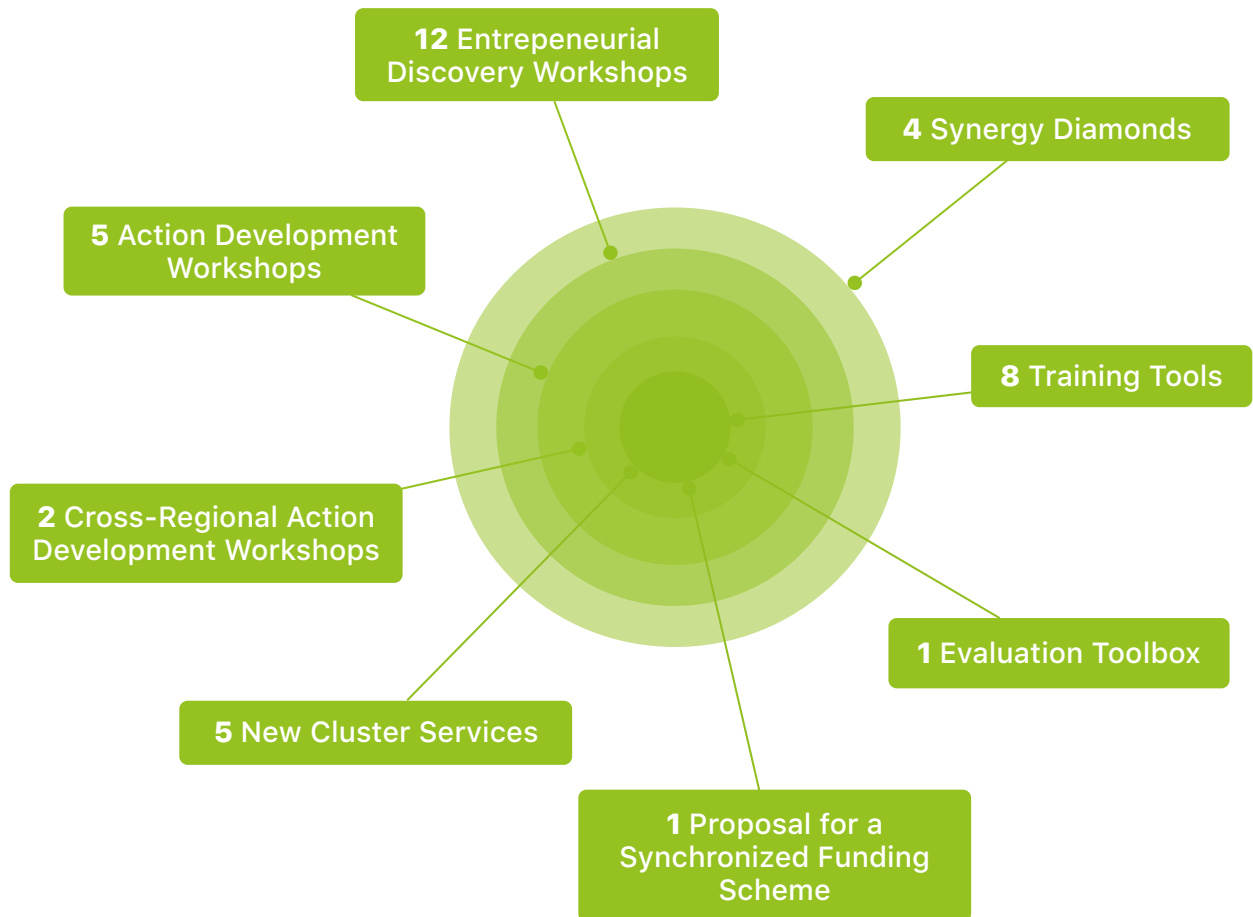 12 Entrepeneurial
Discovery Workshops
4 Synergy Diamonds
5 Action Development
Workshops
8 Training Tools
2 Cross-Regional Action
Development Workshops
1 Evaluation Toolbox
5 New Cluster Services
1 Proposal for a
Synchronized Funding
Scheme